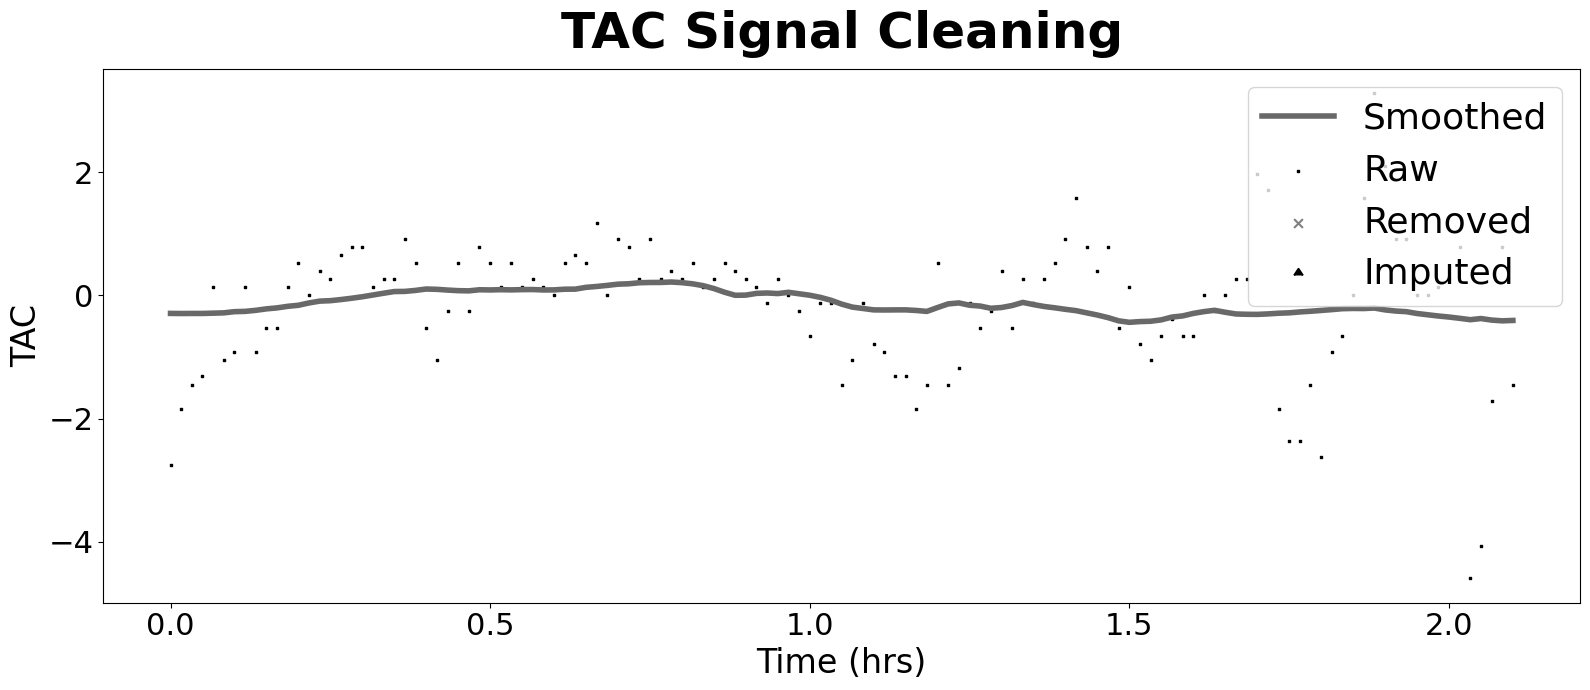 TAC Signal Cleaning
Smoothed
Raw
Removed
Imputed
TAC
2
0
−2
−4
0.0 0.5 1.0 1.5 2.0
Time (hrs)